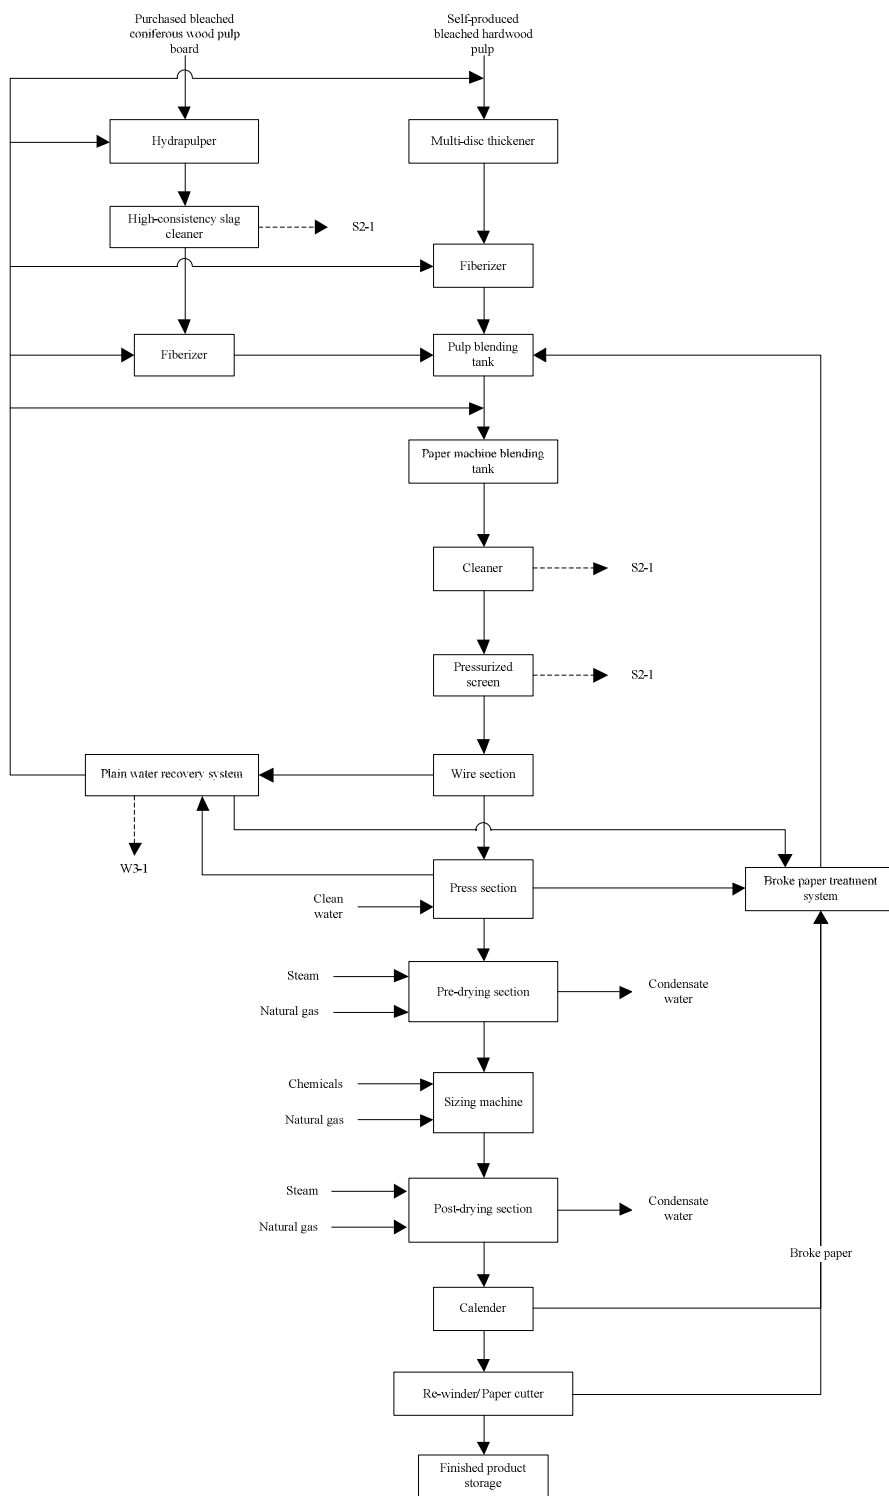 Purchased bleached
coniferous wood pulp
board
Self-produced
bleached hardwood
pulp
Hydrapulper
Multi-disc thickener
High-consistency slag
cleaner
S2-1
Fiberizer
Fiberizer
Pulp blending
tank
Paper machine blending
tank
Cleaner
S2-1
Pressurized
screen
S2-1
Plain water recovery system
Wire section
W3-1
Press section
Broke paper treatment
system
Clean
water
Steam
Natural gas
Pre-drying section
Condensate
water
Chemicals
Natural gas
Sizing machine
Steam
Natural gas
Post-drying section
Condensate
water
Broke paper
Calender
Re-winder/ Paper cutter
Finished product
storage